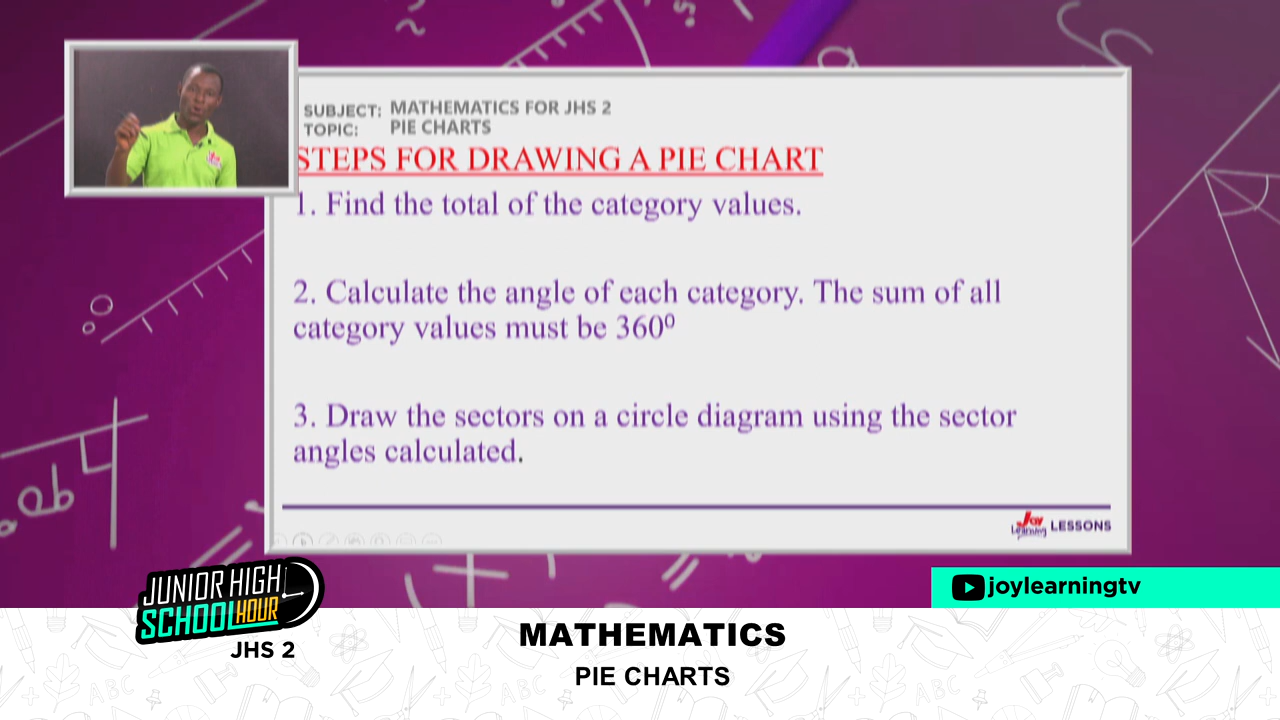 SUBJECT: MATHEMATICS FOR JHS 2
TOPIC: PIE CHARTS
STEPS FOR DRAWING A PIE CHART
1. Find the total of the category values.
2. Calculate the angle of each category. The sum of all
category values must be 360⁰
3. Draw the sectors on a circle diagram using the sector
angles calculated.
Joy Learning LESSONS
JUNIOR HIGH
SCHOOL HOUR
JHS 2
joylearningtv
MATHEMATICS
PIE CHARTS